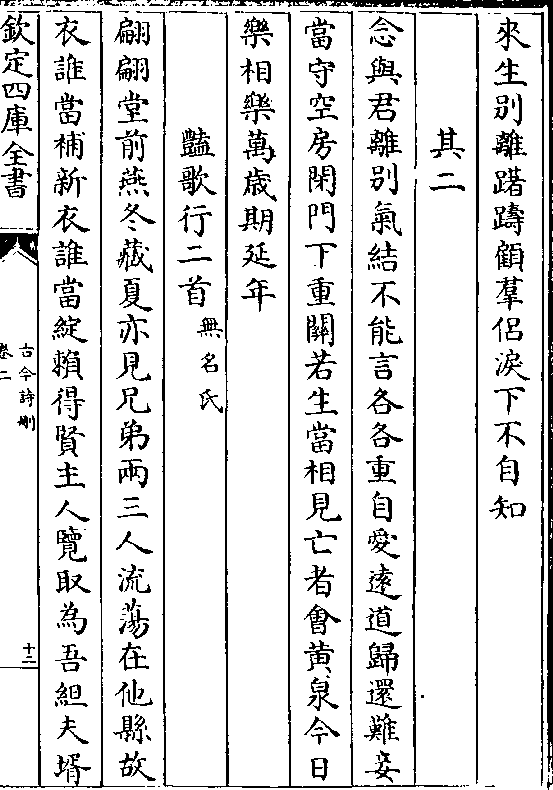 來生別離躇躊顧羣侶淚下不自知
其二
念與君離別氣結不能言各各重自愛遠道歸還難妾
當守空房閉門下重關若生當相見亡者會黄泉今日
樂相樂萬歳期延年
豔歌行二首無名氏
翩翩堂前燕冬藏夏亦見兄弟兩三人流蕩在他縣故
衣誰當補新衣誰當綻賴得賢主人覽取為吾組夫壻
欽定四庫全書
古今詩刪
卷二
十二